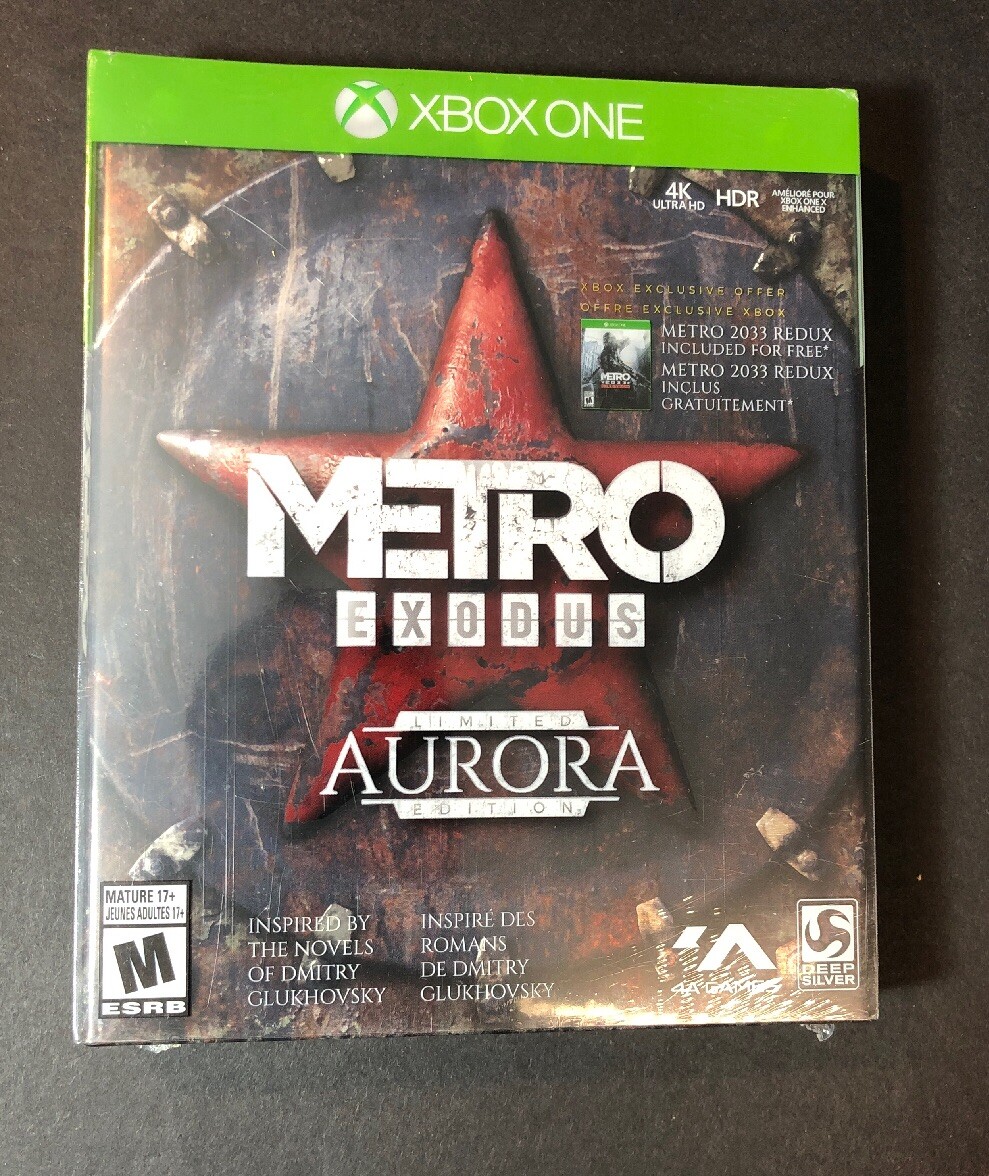 XBOX ONE
4K
ULTRA HD
HDR
AMÉLIORÉ POUR
XBOX ONE X
ENHANCED
XBOX EXCLUSIVE OFFER
OFFRE EXCLUSIVE XBOX
METRO 2033 REDUX
INCLUDED FOR FREE*
METRO 2033 REDUX
INCLUS
GRATUITEMENT*
METRO
METRO
EXODUS
LIMITED
AURORA
EDITION
MATURE 17+
JEUNES ADULTES 17+
M
ESRB
INSPIRED BY
THE NOVELS
OF DMITRY
GLUKHOVSKY
INSPIRÉ DES
ROMANS
DE DMITRY
GLUKHOVSKY
4A GAMES
DEEP
SILVER